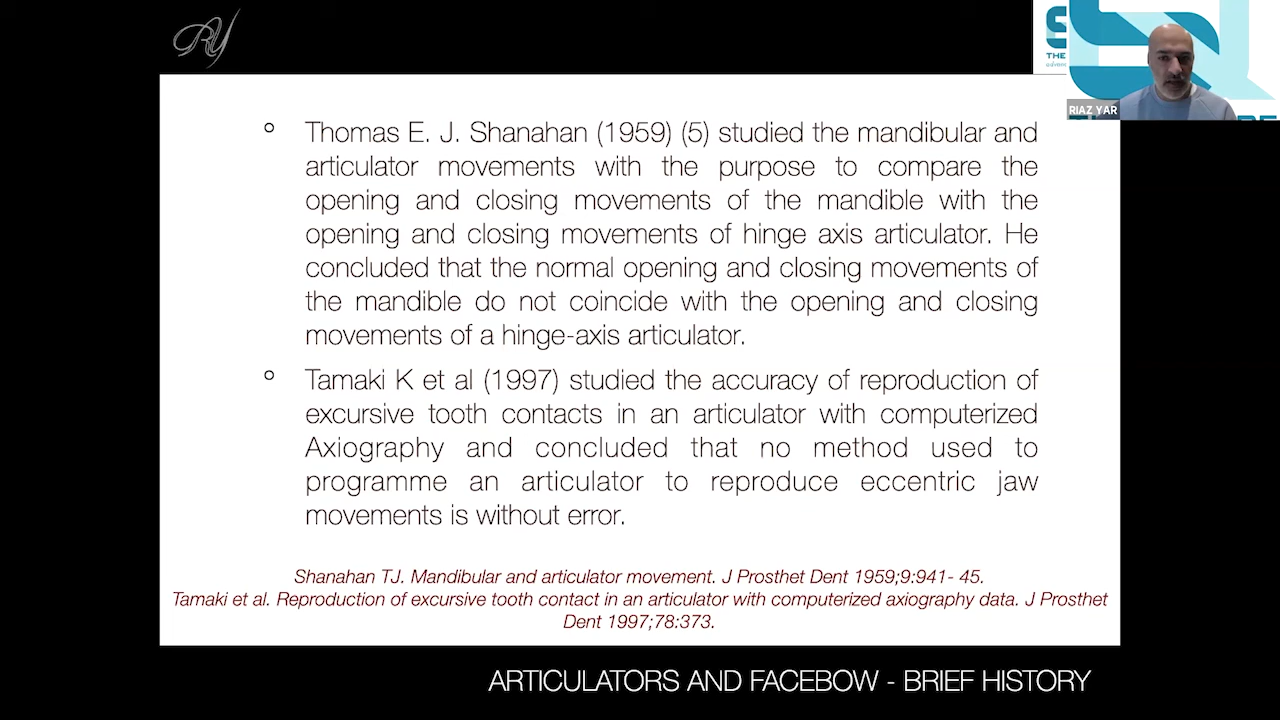 RY
THE
advan
RIAZ YAR
RE
Thomas E. J. Shanahan (1959) (5) studied the mandibular and
articulator movements with the purpose to compare the
opening and closing movements of the mandible with the
opening and closing movements of hinge axis articulator. He
concluded that the normal opening and closing movements of
the mandible do not coincide with the opening and closing
movements of a hinge-axis articulator.
Tamaki K et al (1997) studied the accuracy of reproduction of
excursive tooth contacts in an articulator with computerized
Axiography and concluded that no method used to
programme an articulator to reproduce eccentric jaw
movements is without error.
Shanahan TJ. Mandibular and articulator movement. J Prosthet Dent 1959;9:941- 45.
Tamaki et al. Reproduction of excursive tooth contact in an articulator with computerized axiography data. J Prosthet
Dent 1997;78:373.
ARTICULATORS AND FACEBOW - BRIEF HISTORY